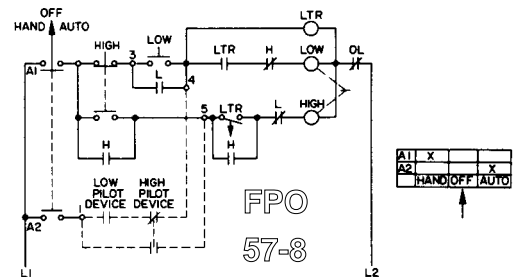 OFF
HAND AUTO
LTR
HIGH
3
LOW
LTR
H
LOW
OL
A1
L
4
HIGH
5
LTR
L
H
H
LOW PILOT DEVICE
HIGH PILOT DEVICE
A2
FPO
57-8
L1
L2
A1 X
A2 X
HAND OFF AUTO